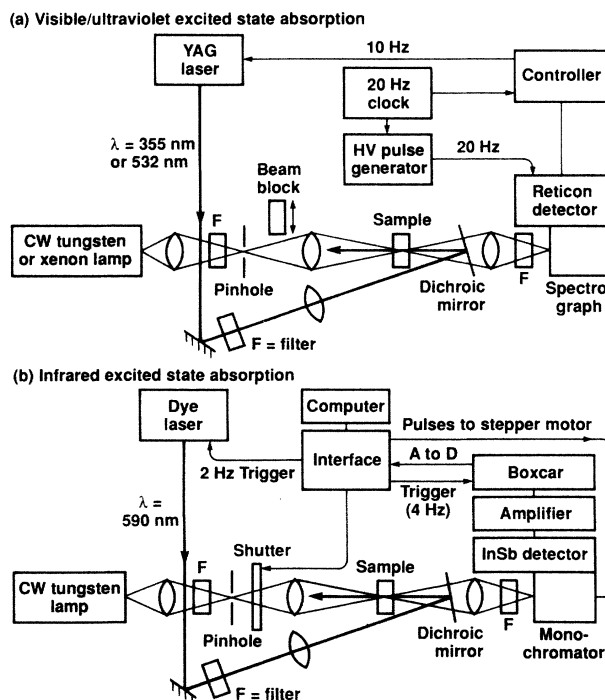 (a) Visible/ultraviolet excited state absorption
YAG
laser
10 Hz
Controller
20 Hz
clock
λ = 355 nm
or 532 nm
HV pulse
generator
20 Hz
Beam
block
Reticon
detector
F
Sample
CW tungsten
or xenon lamp
Pinhole
Dichroic
mirror
F
Spectro
graph
F = filter
(b) Infrared excited state absorption
Dye
laser
Computer
Pulses to stepper motor
Interface
A to D
Boxcar
2 Hz Trigger
Trigger
(4 Hz)
Amplifier
λ =
590 nm
InSb detector
F
Shutter
Sample
CW tungsten
lamp
Pinhole
Dichroic
mirror
F
Mono-
chromator
F = filter